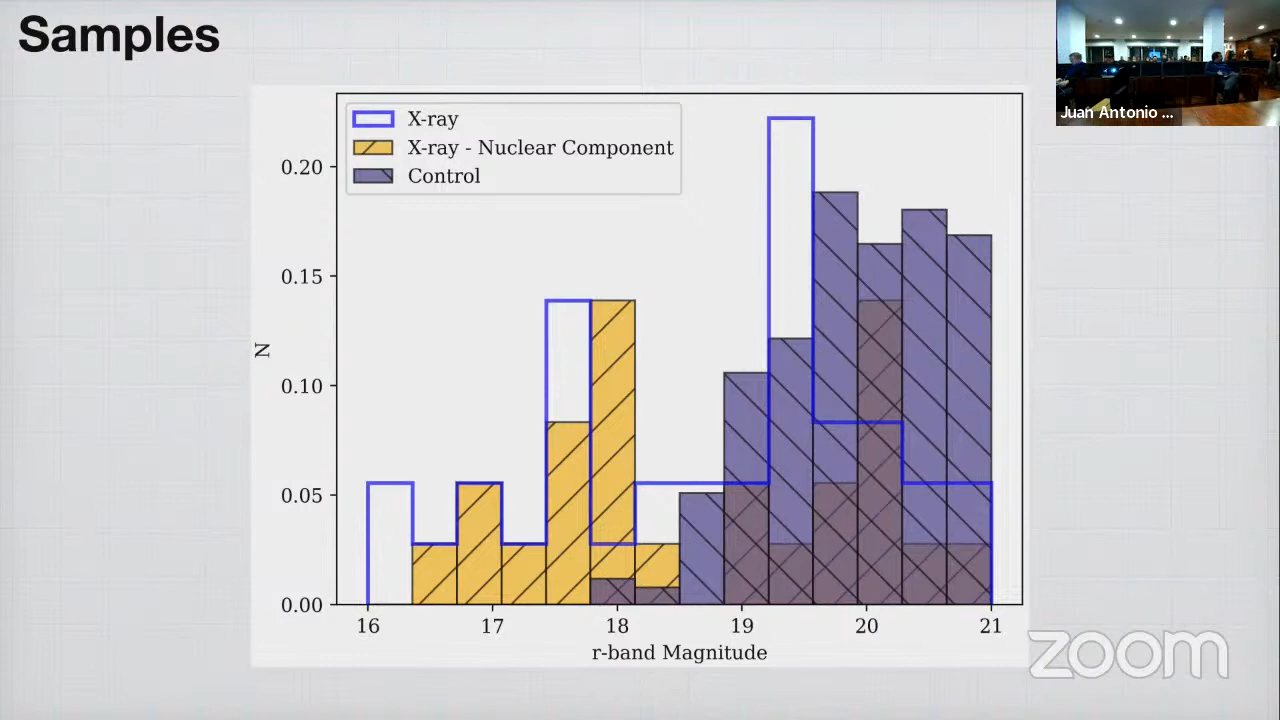 Samples
Juan Antonio ...
X-ray
X-ray - Nuclear Component
Control
0.20
0.15
0.10
0.05
0.00
N
16 17 18 19 20 21
r-band Magnitude
zoom